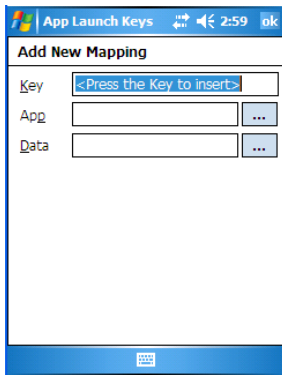 App Launch Keys 2:59 ok
Add New Mapping
Key <Press the Key to insert>
App ...
Data ...